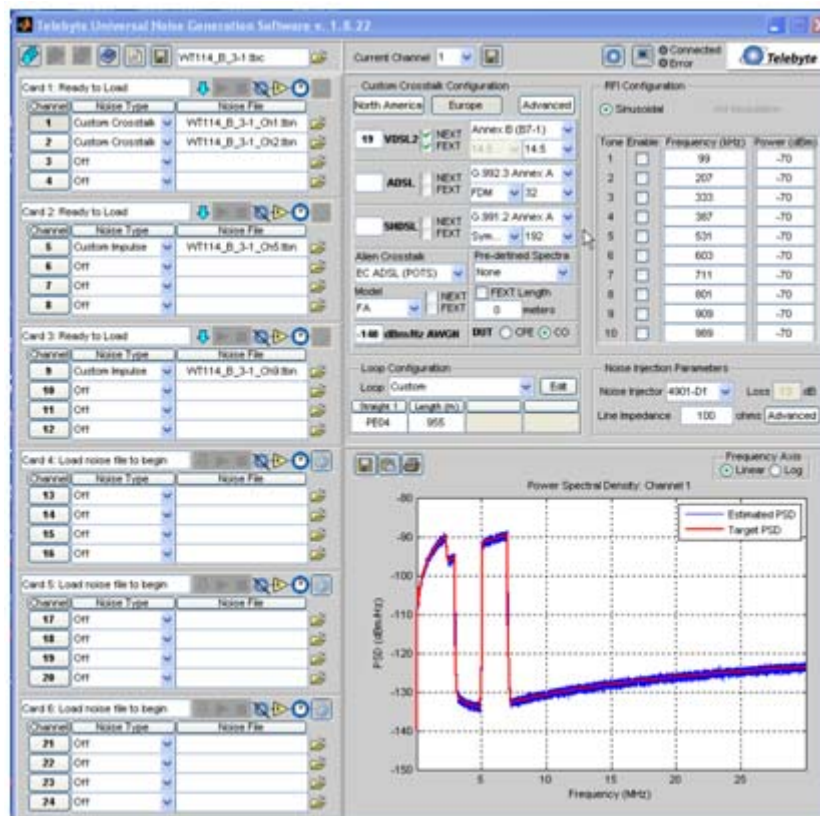 Telebyte Universal Noise Generation Software v. 1.8.22
WT114_B_3-1.tbc
Current Channel 1
Connected
Error
Telebyte
Card 1: Ready to Load
Channel Noise Type Noise File
1 Custom Crosstalk WT114_B_3-1_Ch1.tbn
2 Custom Crosstalk WT114_B_3-1_Ch2.tbn
3 Off
4 Off
Card 2: Ready to Load
Channel Noise Type Noise File
5 Custom Impulse WT114_B_3-1_Ch5.tbn
6 Off
7 Off
8 Off
Card 3: Ready to Load
Channel Noise Type Noise File
9 Custom Impulse WT114_B_3-1_Ch9.tbn
10 Off
11 Off
12 Off
Card 4: Load noise file to begin
Channel Noise Type Noise File
13 Off
14 Off
15 Off
16 Off
Card 5: Load noise file to begin
Channel Noise Type Noise File
17 Off
18 Off
19 Off
20 Off
Card 6: Load noise file to begin
Channel Noise Type Noise File
21 Off
22 Off
23 Off
24 Off
Custom Crosstalk Configuration
North America Europe Advanced
19 VDSL2 NEXT FEXT Annex B (B7-1)
14.5 14.5
ADSL NEXT FEXT G.992.3 Annex A
FDM 32
SHDSL NEXT FEXT G.991.2 Annex A
Sym... 192
Alien Crosstalk Pre-defined Spectra
EC ADSL (POTS) None
Model NEXT FEXT Length
FA FEXT 0 meters
-140 dBm/Hz AWGN DUT CPE CO
Loop Configuration
Loop Custom Edit
Straight 1 Length (m)
PE04 955
RFI Configuration
Sinusoidal
Tone Enable Frequency (kHz) Power (dBm)
1 99 -70
2 207 -70
3 333 -70
4 387 -70
5 531 -70
6 603 -70
7 711 -70
8 801 -70
9 909 -70
10 989 -70
Noise Injection Parameters
Noise Injector 4901-D1 Loss dB
Line Impedance 100 ohms Advanced
Frequency Axis
Linear Log
Power Spectral Density: Channel 1
Estimated PSD
Target PSD
PSD (dBm/Hz)
-80
-90
-100
-110
-120
-130
-140
-150
5 10 15 20 25
Frequency (MHz)